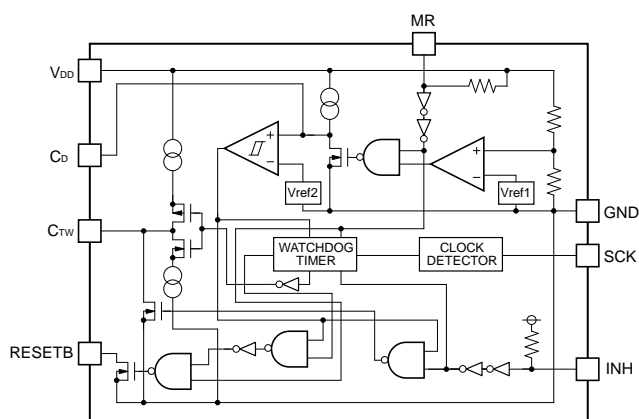 MR
VDD
CD
Vref2
Vref1
GND
CTW
WATCHDOG
TIMER
CLOCK
DETECTOR
SCK
RESETB
INH
+
−
+
−